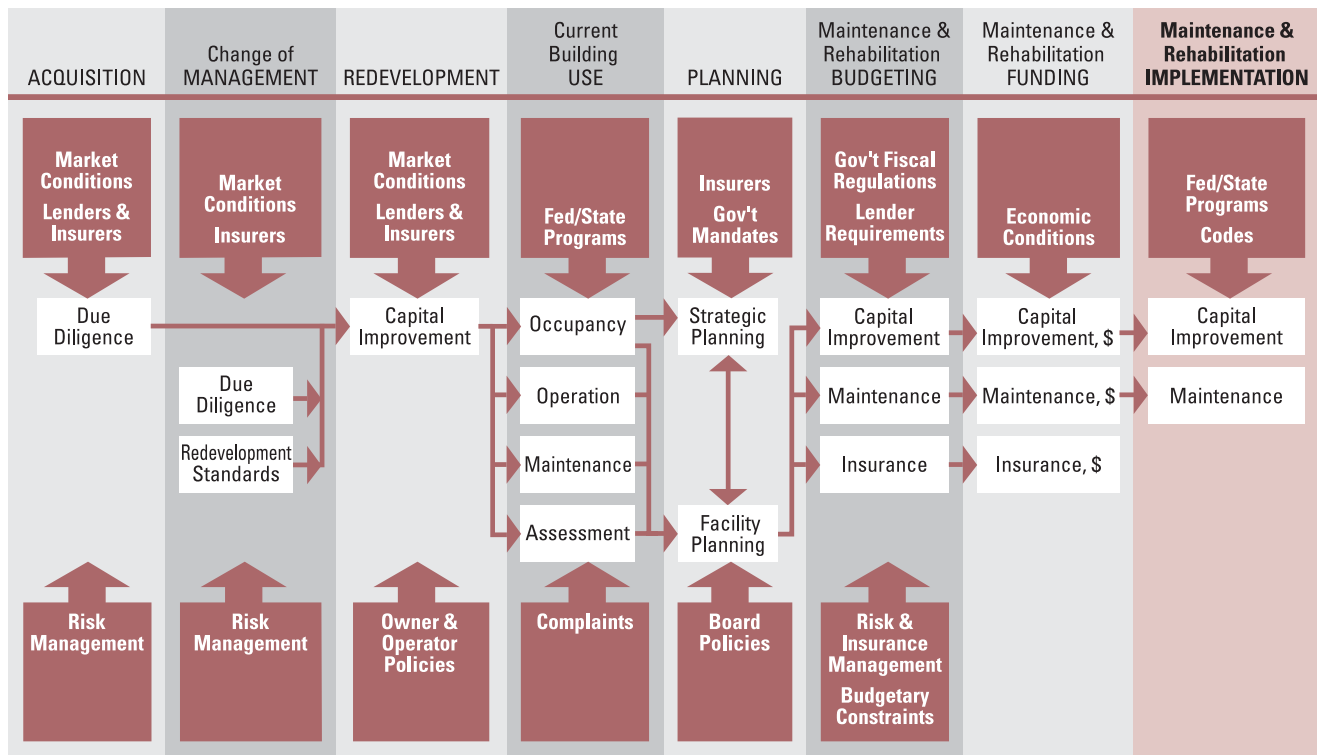 ACQUISITION
Change of
MANAGEMENT
REDEVELOPMENT
Current
Building
USE
PLANNING
Maintenance &
Rehabilitation
BUDGETING
Maintenance &
Rehabilitation
FUNDING
Maintenance &
Rehabilitation
IMPLEMENTATION
Market
Conditions
Lenders &
Insurers
Market
Conditions
Insurers
Market
Conditions
Lenders &
Insurers
Fed/State
Programs
Insurers
Gov't
Mandates
Gov't Fiscal
Regulations
Lender
Requirements
Economic
Conditions
Fed/State
Programs
Codes
Due
Diligence
Capital
Improvement
Occupancy
Strategic
Planning
Capital
Improvement
Capital
Improvement, $
Capital
Improvement
Due
Diligence
Operation
Maintenance
Maintenance, $
Maintenance
Redevelopment
Standards
Maintenance
Insurance
Insurance, $
Assessment
Facility
Planning
Risk
Management
Risk
Management
Owner &
Operator
Policies
Complaints
Board
Policies
Risk &
Insurance
Management
Budgetary
Constraints